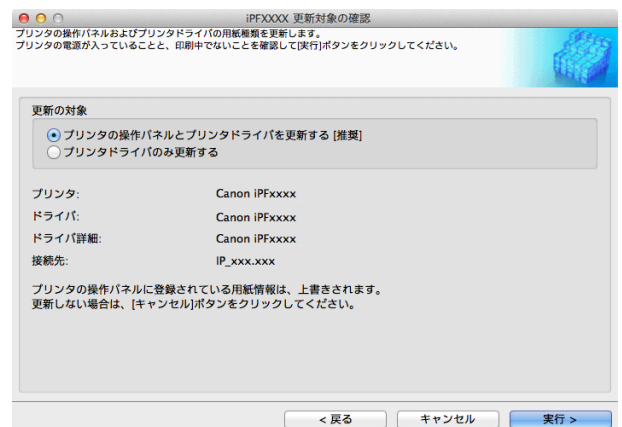 iPFXXXX 更新対象の確認
プリンタの操作パネルおよびプリンタドライバの用紙種類を更新します。
プリンタの電源が入っていることと、印刷中でないことを確認して[実行]ボタンをクリックしてください。
更新の対象
プリンタの操作パネルとプリンタドライバを更新する [推奨]
プリンタドライバのみ更新する
プリンタ: Canon iPFxxxx
ドライバ: Canon iPFxxxx
ドライバ詳細: Canon iPFxxxx
接続先: IP_xxx.xxx
プリンタの操作パネルに登録されている用紙情報は、上書きされます。
更新しない場合は、[キャンセル]ボタンをクリックしてください。
< 戻る キャンセル 実行 >